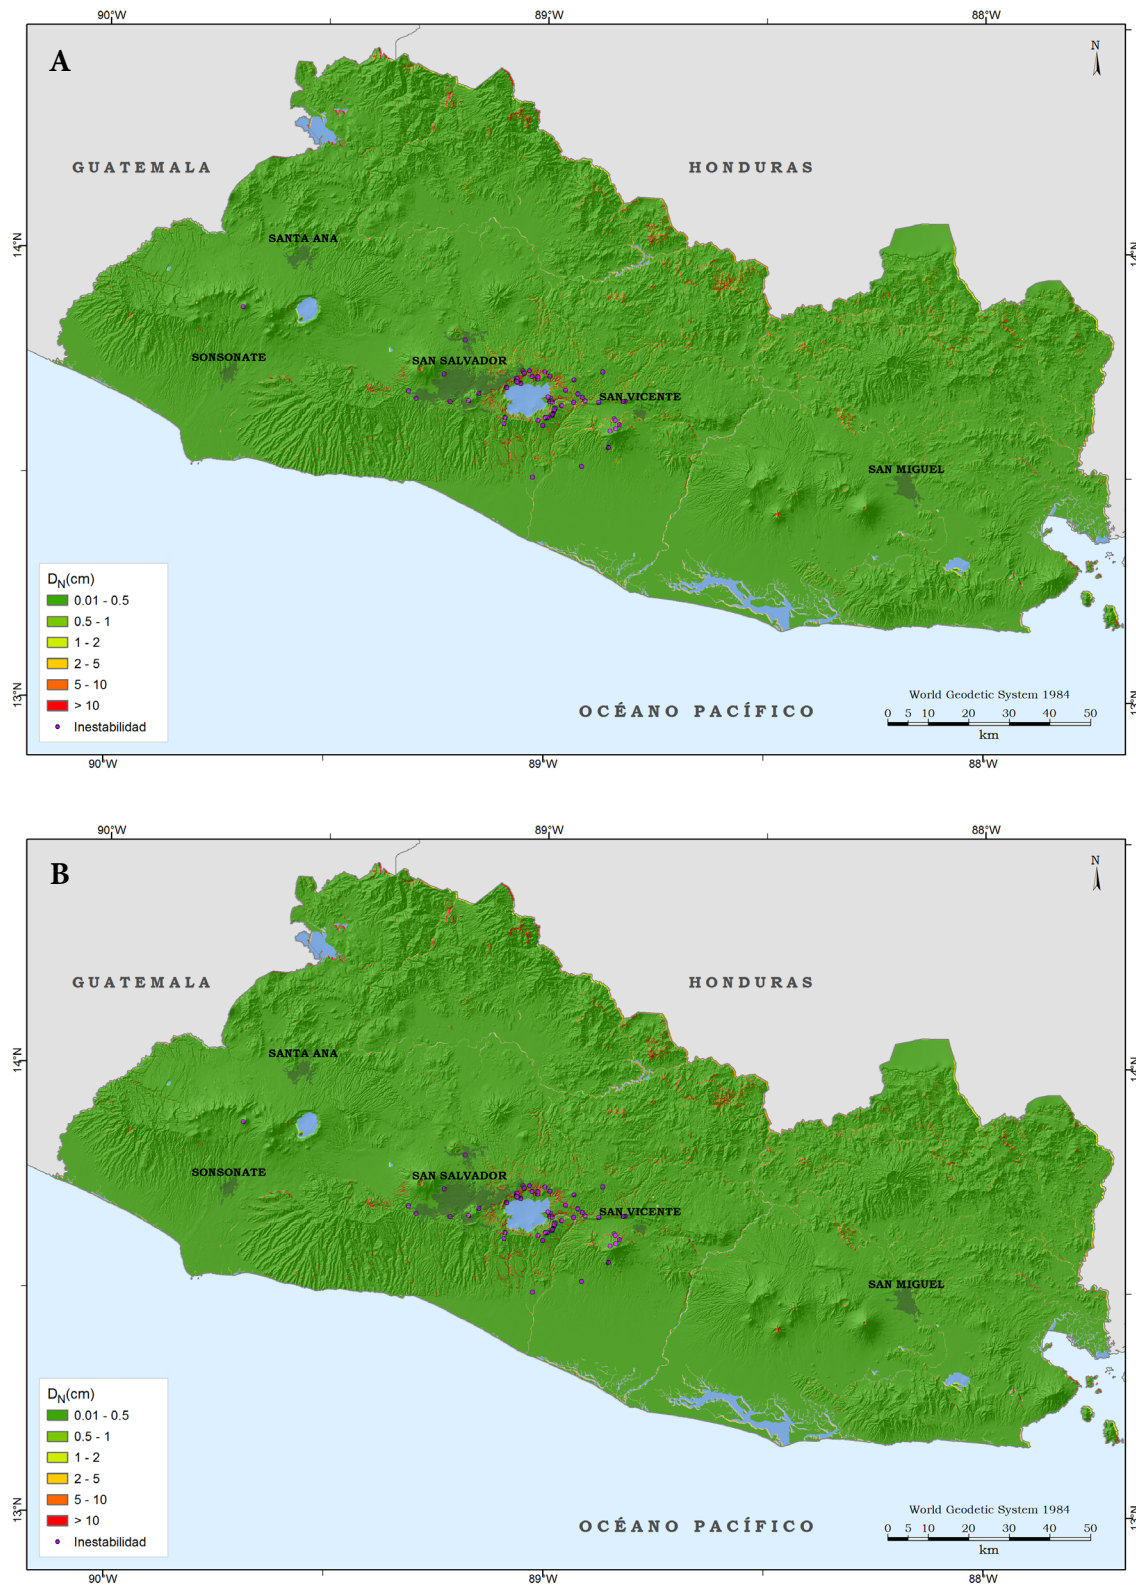 90°W 89°W 88°W
A
N
GUATEMALA HONDURAS
SANTA ANA
14°N 14°N
SONSONATE
SAN SALVADOR
SAN VICENTE
SAN MIGUEL
D_N(cm)
0.01 - 0.5
0.5 - 1
1 - 2
2 - 5
5 - 10
> 10
Inestabilidad
13°N 13°N
World Geodetic System 1984
0 5 10 20 30 40 50
km
OCÉANO PACÍFICO
90°W 89°W 88°W
90°W 89°W 88°W
B
N
GUATEMALA HONDURAS
SANTA ANA
14°N 14°N
SONSONATE
SAN SALVADOR
SAN VICENTE
SAN MIGUEL
D_N(cm)
0.01 - 0.5
0.5 - 1
1 - 2
2 - 5
5 - 10
> 10
Inestabilidad
13°N 13°N
World Geodetic System 1984
0 5 10 20 30 40 50
km
OCÉANO PACÍFICO
90°W 89°W 88°W